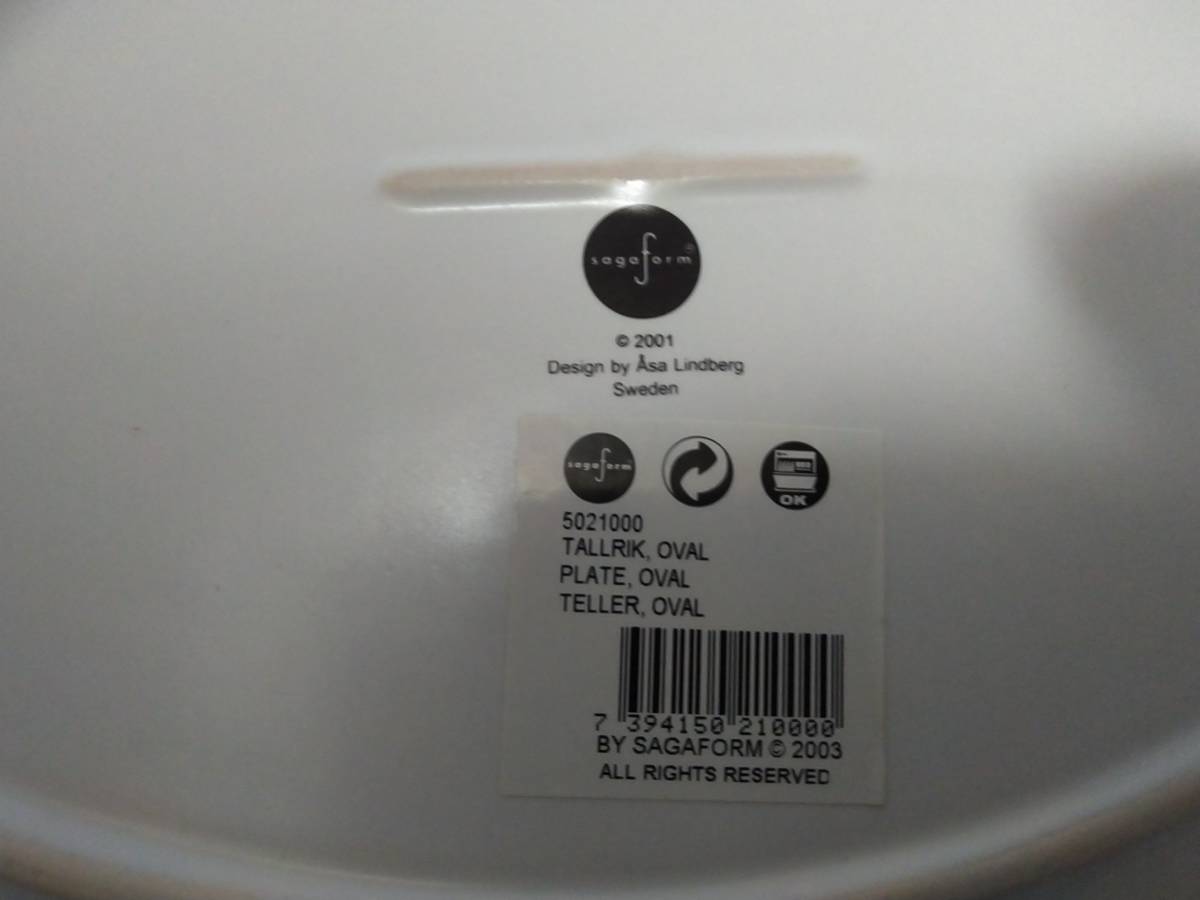 sagaform®
© 2001
Design by Åsa Lindberg
Sweden
sagaform
OK
5021000
TALLRIK, OVAL
PLATE, OVAL
TELLER, OVAL
7 394150 210000
BY SAGAFORM © 2003
ALL RIGHTS RESERVED